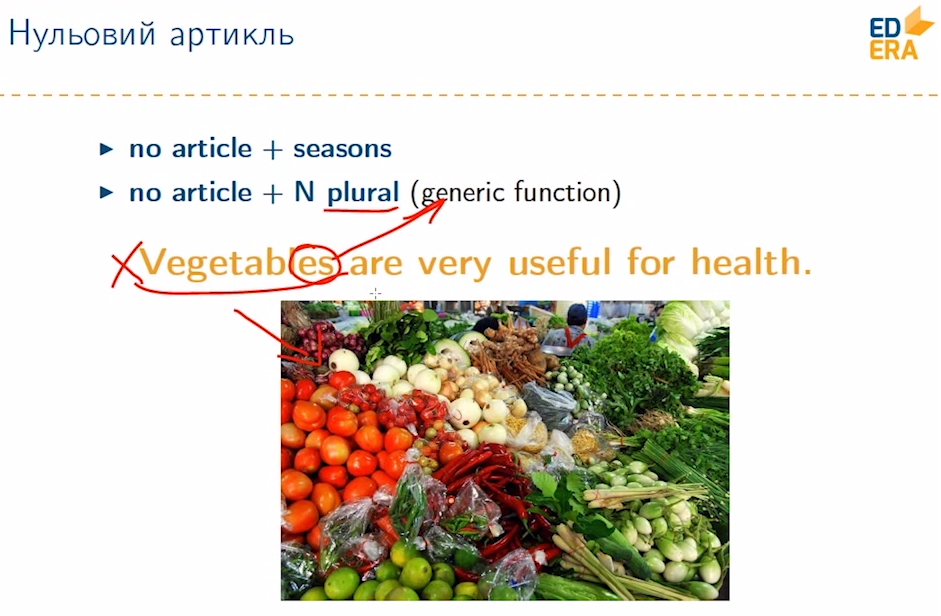 Нульовий артикль
ED
ERA
no article + seasons
no article + N plural (generic function)
Vegetables are very useful for health.